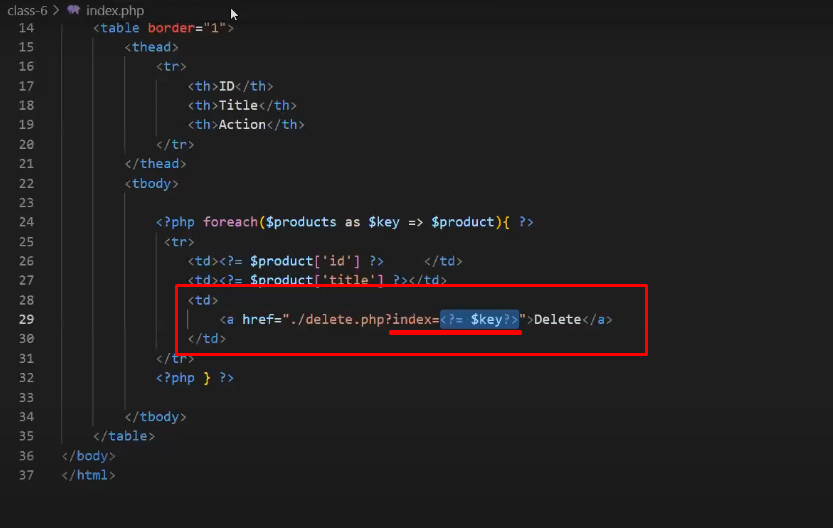 class-6 > index.php
14 <table border="1">
15 <thead>
16 <tr>
17 <th>ID</th>
18 <th>Title</th>
19 <th>Action</th>
20 </tr>
21 </thead>
22 <tbody>
23
24 <?php foreach($products as $key => $product){ ?>
25 <tr>
26 <td><?= $product['id'] ?> </td>
27 <td><?= $product['title'] ?></td>
28 <td>
29 <a href="./delete.php?index=<?= $key?>">Delete</a>
30 </td>
31 </tr>
32 <?php } ?>
33
34 </tbody>
35 </table>
36 </body>
37 </html>